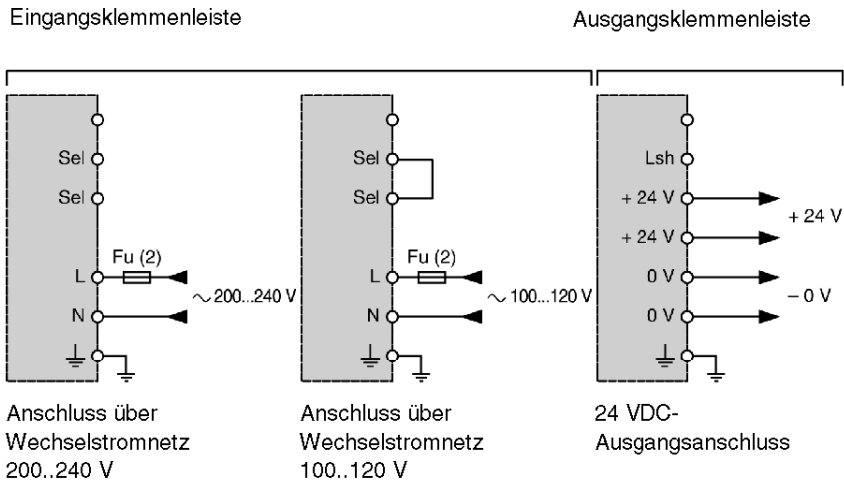 Eingangsklemmenleiste
Ausgangsklemmenleiste
Sel
Sel
Fu (2)
L
N
∼ 200...240 V
Sel
Sel
Fu (2)
L
N
∼ 100...120 V
Lsh
+ 24 V
+ 24 V
0 V
0 V
+ 24 V
– 0 V
Anschluss über
Wechselstromnetz
200..240 V
Anschluss über
Wechselstromnetz
100..120 V
24 VDC-
Ausgangsanschluss